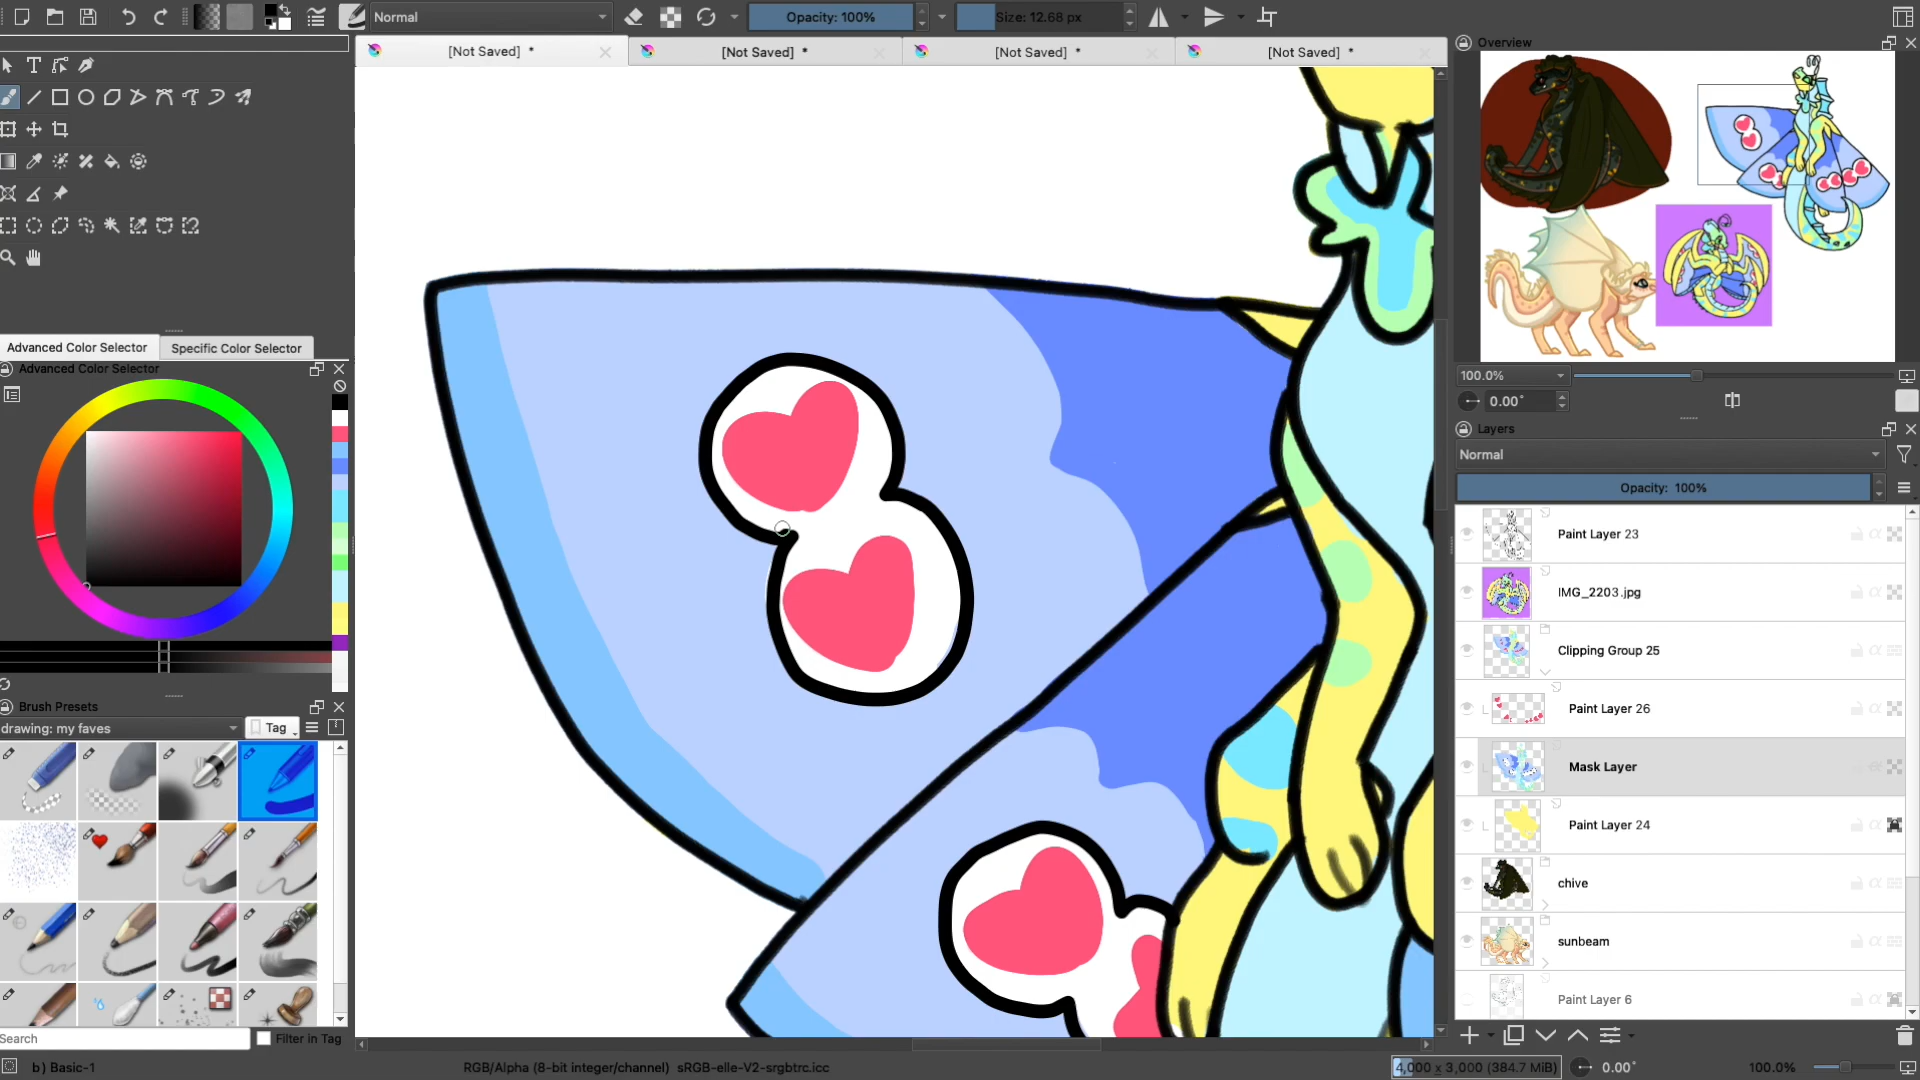 Normal
Opacity: 100%
Size: 12.68 px
[Not Saved] *
[Not Saved] *
[Not Saved] *
[Not Saved] *
Overview
100.0%
0.00°
Advanced Color Selector
Specific Color Selector
Advanced Color Selector
Layers
Normal
Opacity: 100%
Paint Layer 23
IMG_2203.jpg
Clipping Group 25
Paint Layer 26
Mask Layer
Paint Layer 24
chive
sunbeam
Paint Layer 6
Brush Presets
drawing: my faves
Tag
Search
Filter in Tag
b) Basic-1
RGB/Alpha (8-bit integer/channel) sRGB-elle-V2-srgbtrc.icc
4,000 x 3,000 (384.7 MiB)
0.00°
100.0%